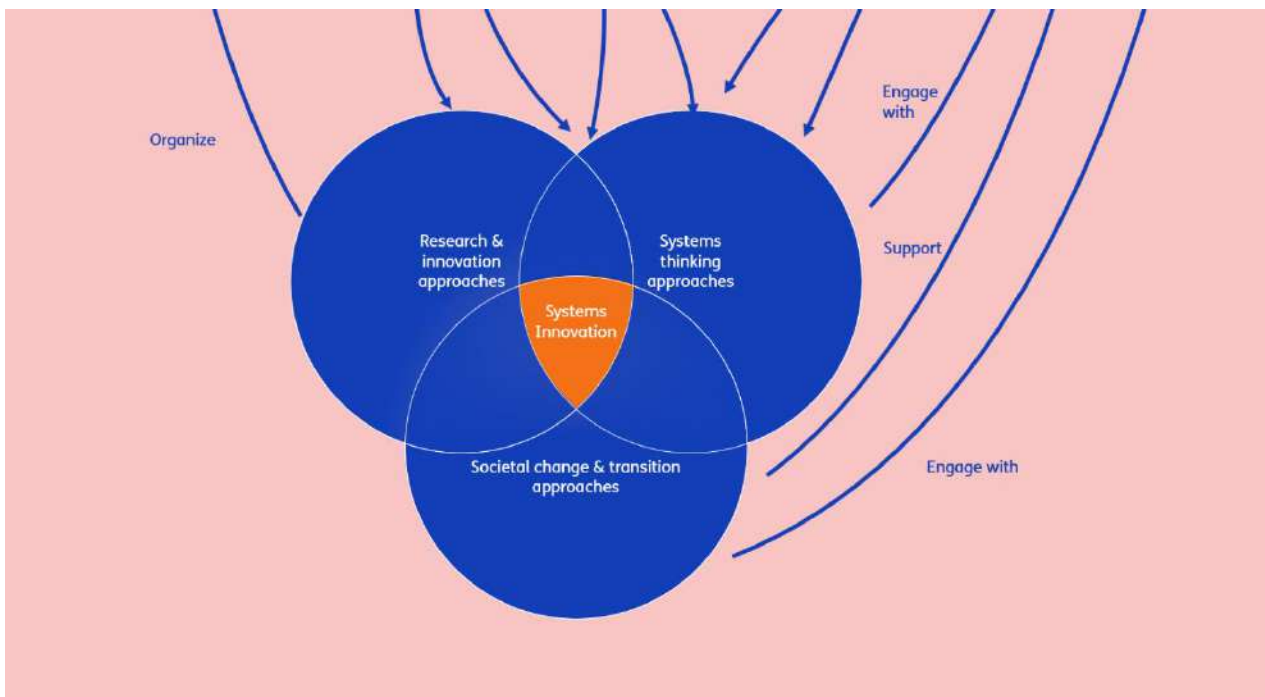 Organize
Engage
with
Research &
innovation
approaches
Systems
thinking
approaches
Support
Systems
Innovation
Societal change & transition
approaches
Engage with